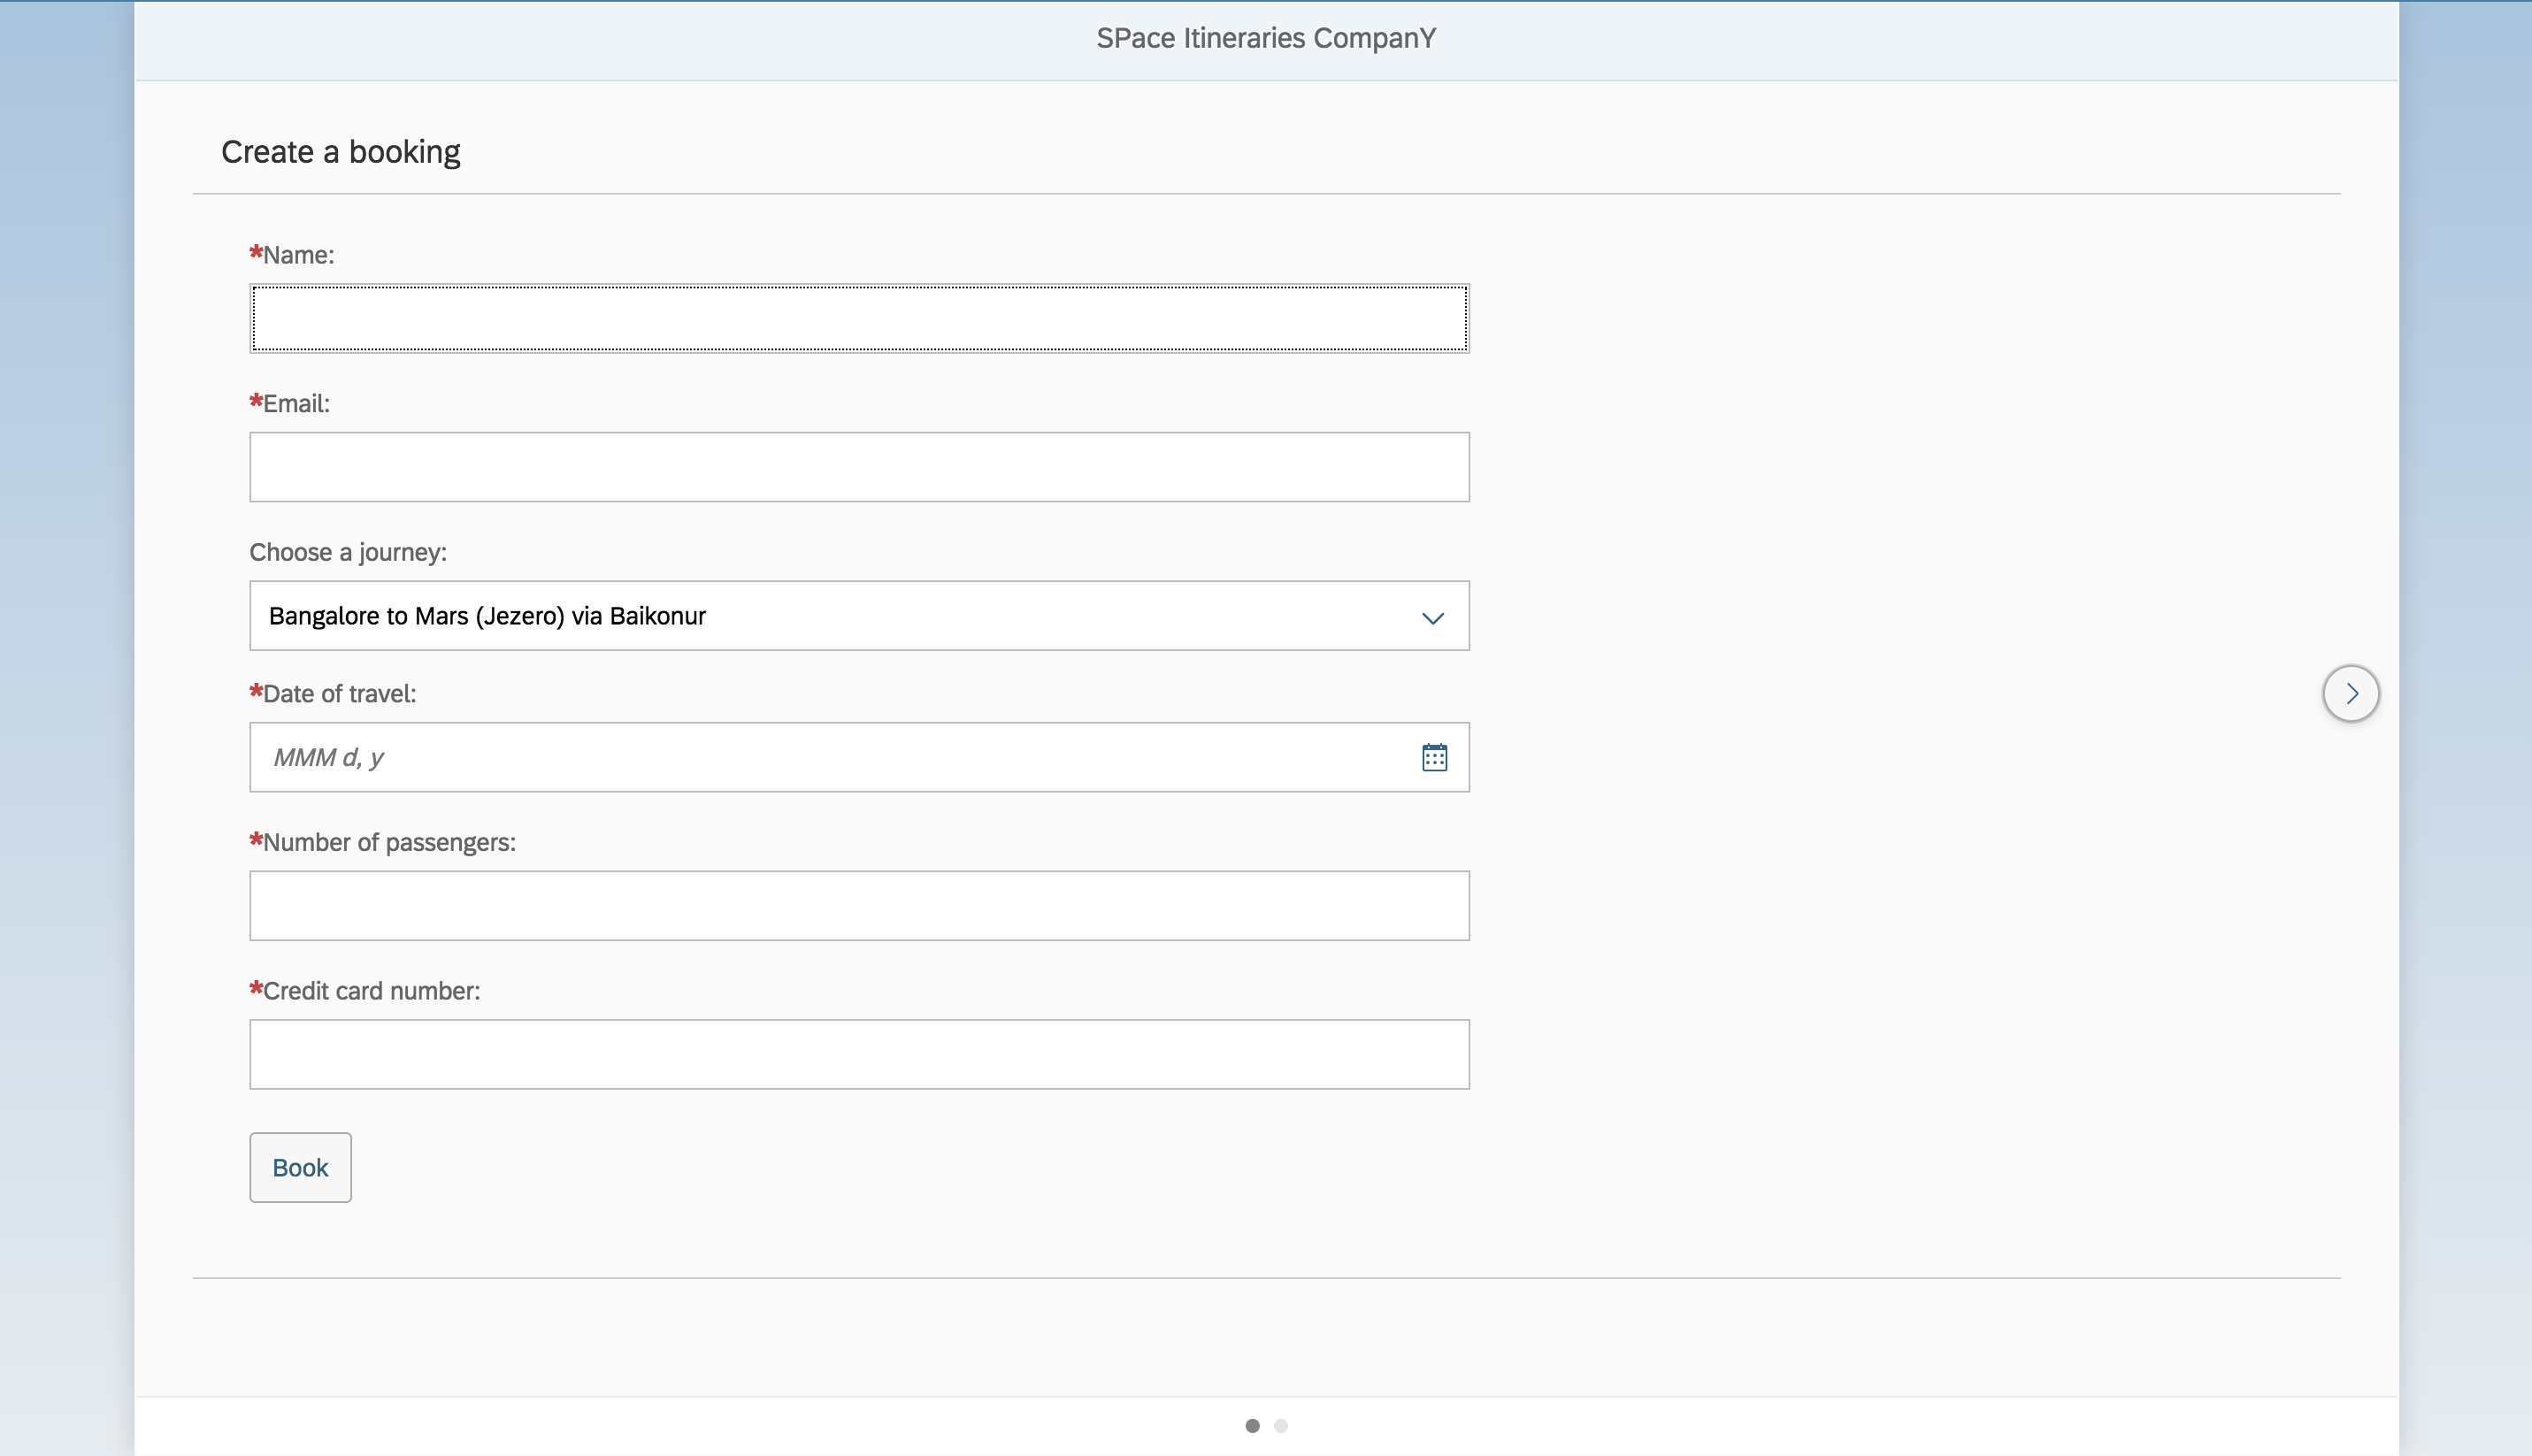 SPace Itineraries CompanY
Create a booking
*Name:
*Email:
Choose a journey:
Bangalore to Mars (Jezero) via Baikonur
*Date of travel:
MMM d, y
*Number of passengers:
*Credit card number:
Book